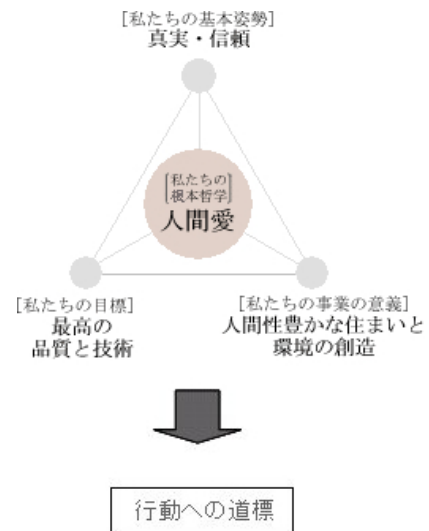 [私たちの基本姿勢]
真実・信頼
[私たちの
根本哲学]
人間愛
[私たちの目標]
最高の
品質と技術
[私たちの事業の意義]
人間性豊かな住まいと
環境の創造
行動への道標